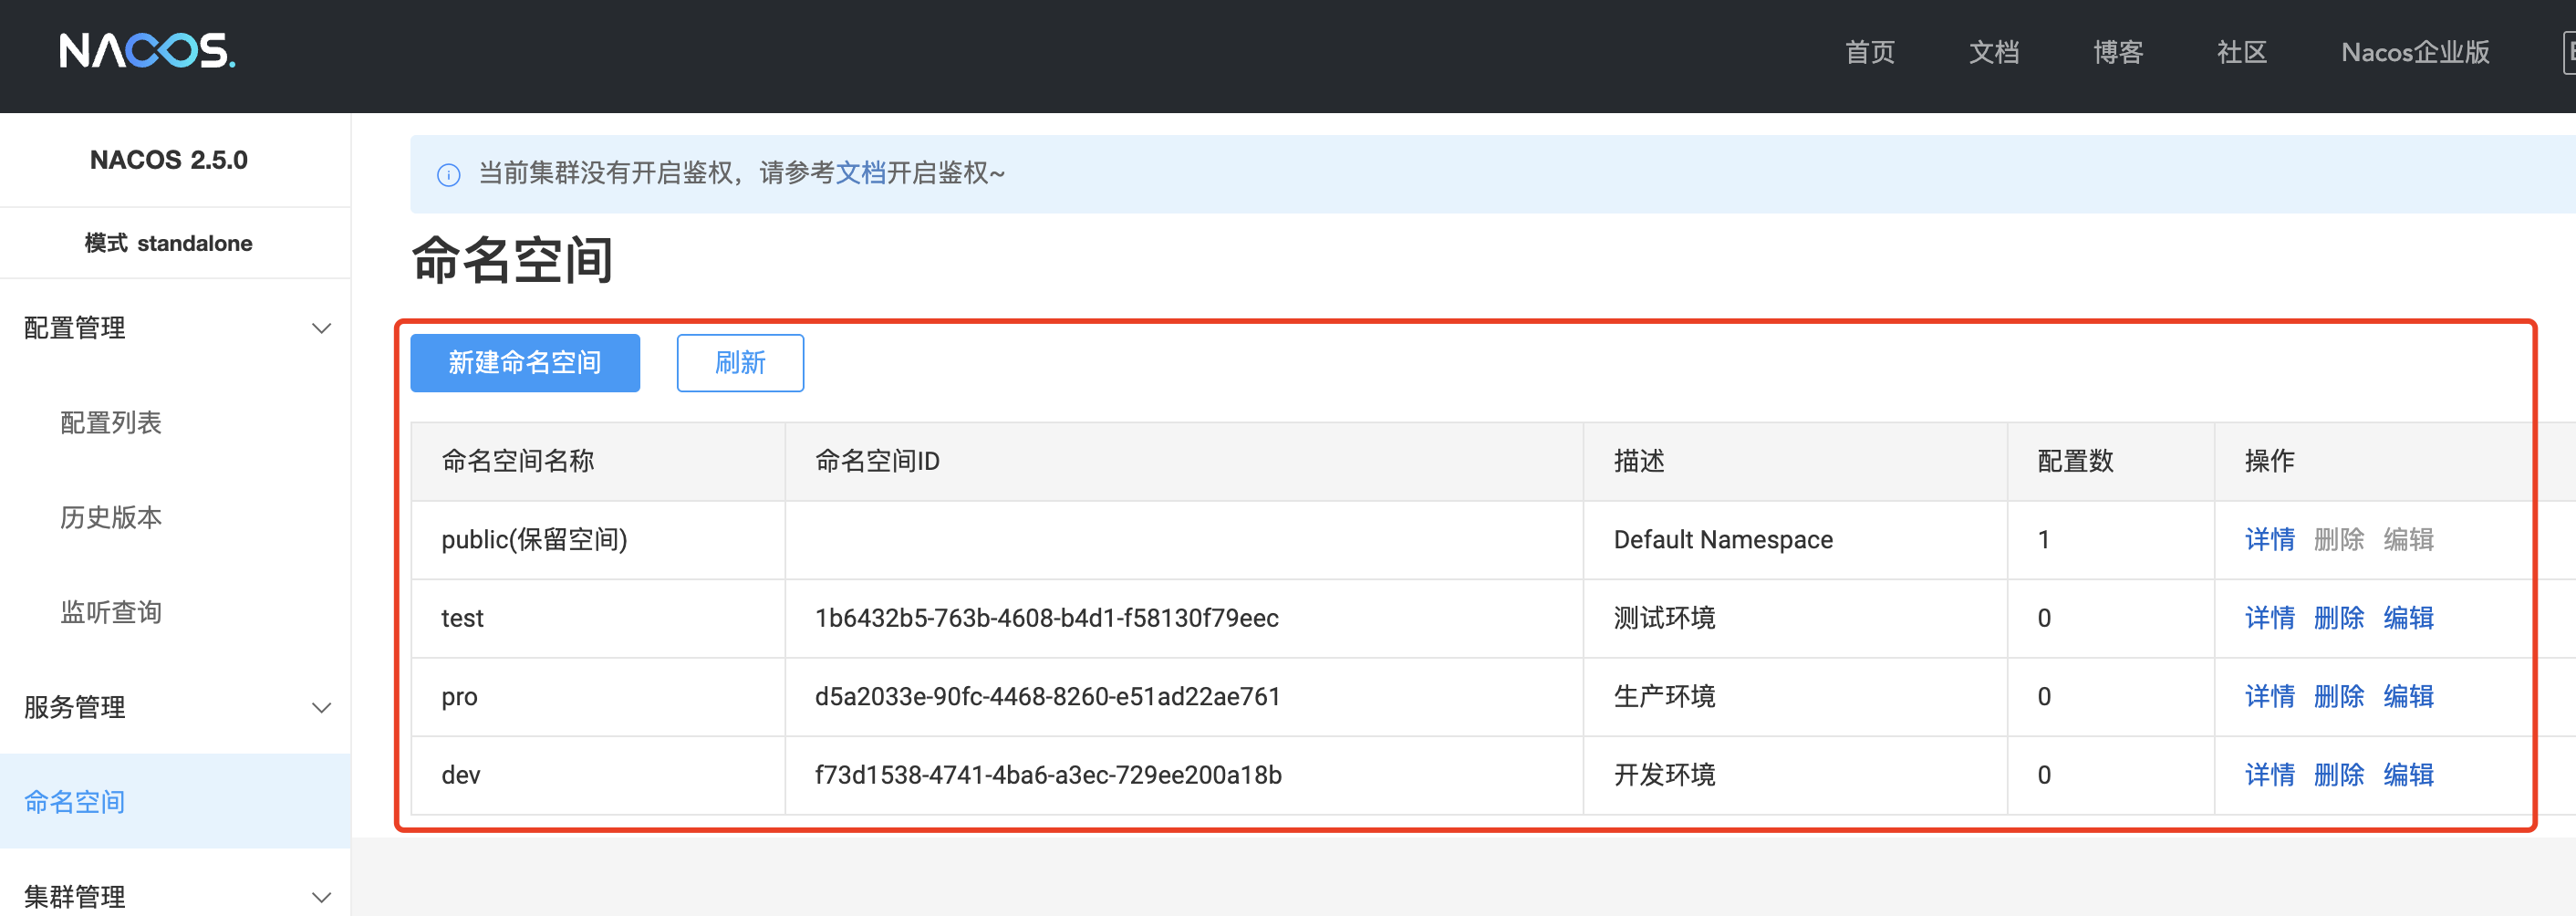 NACOS.
首页 文档 博客 社区 Nacos企业版
NACOS 2.5.0
模式 standalone
配置管理
配置列表
历史版本
监听查询
服务管理
命名空间
集群管理
当前集群没有开启鉴权，请参考文档开启鉴权~
命名空间
新建命名空间 刷新
命名空间名称 命名空间ID 描述 配置数 操作
public(保留空间) Default Namespace 1 详情 删除 编辑
test 1b6432b5-763b-4608-b4d1-f58130f79eec 测试环境 0 详情 删除 编辑
pro d5a2033e-90fc-4468-8260-e51ad22ae761 生产环境 0 详情 删除 编辑
dev f73d1538-4741-4ba6-a3ec-729ee200a18b 开发环境 0 详情 删除 编辑